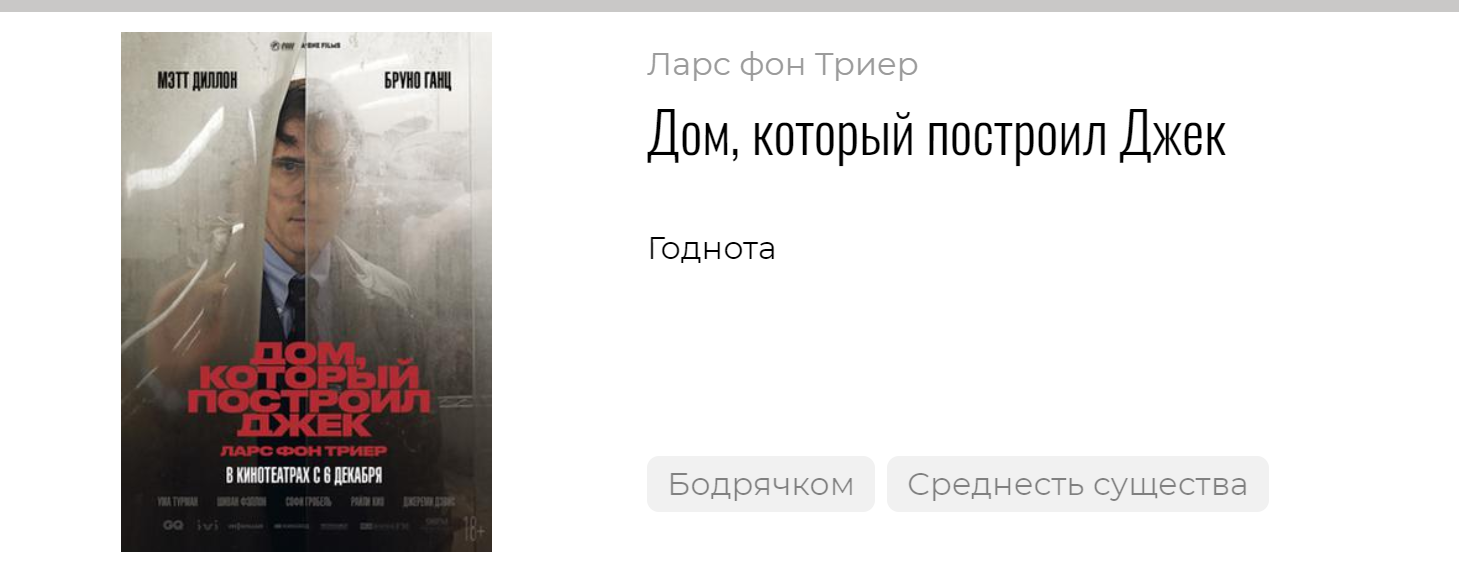 A-ONE FILMS
МЭТТ ДИЛЛОН
БРУНО ГАНЦ
ДОМ,
КОТОРЫЙ
ПОСТРОИЛ
ДЖЕК
ЛАРС ФОН ТРИЕР
В КИНОТЕАТРАХ С 6 ДЕКАБРЯ
УМА ТУРМАН ШИВАН ФЭЛЛОН СОФИ ГРОБЕЛЬ РАЙЛИ КИО ДЖЕРЕМИ ДЭВИС
GQ ivi
18+
Ларс фон Триер
Дом, который построил Джек
Годнота
Бодрячком
Среднесть существа